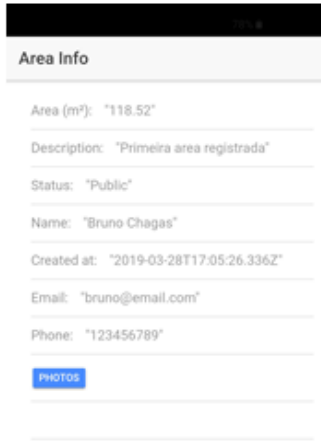 78%
Area Info
Area (m²): "118.52"
Description: "Primeira area registrada"
Status: "Public"
Name: "Bruno Chagas"
Created at: "2019-03-28T17:05:26.336Z"
Email: "bruno@email.com"
Phone: "123456789"
PHOTOS